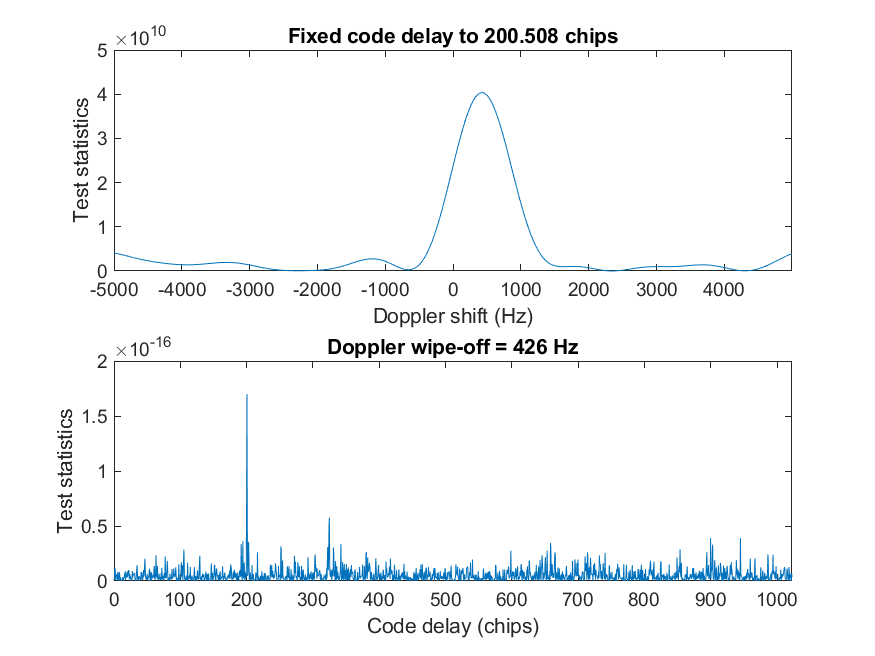 ×10^10
Fixed code delay to 200.508 chips
5
4
3
2
1
0
Test statistics
-5000 -4000 -3000 -2000 -1000 0 1000 2000 3000 4000
Doppler shift (Hz)
×10^-16
Doppler wipe-off = 426 Hz
2
1.5
1
0.5
0
Test statistics
0 100 200 300 400 500 600 700 800 900 1000
Code delay (chips)